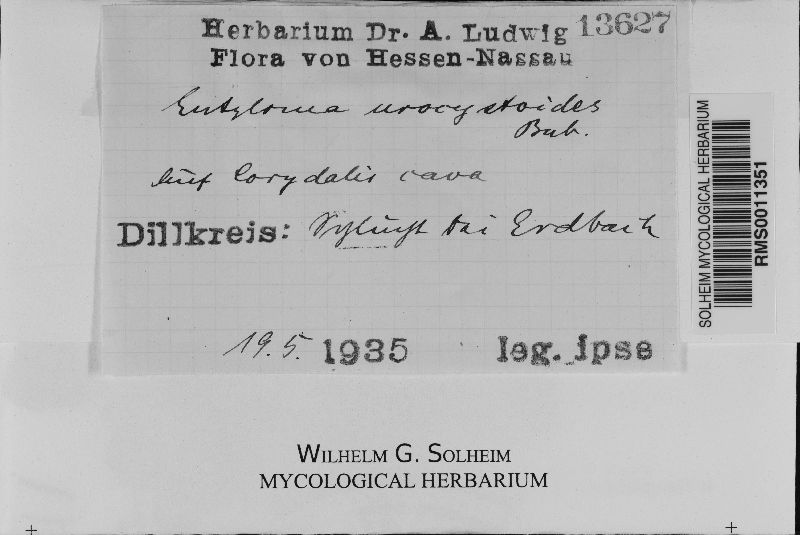 Herbarium Dr. A. Ludwig 13627
Flora von Hessen-Nassau
Entyloma urocystoides
Bub.
Auf Corydalis cava
Dillkreis: bei Erdbach
19. 5. 1935 leg. ipse
SOLHEIM MYCOLOGICAL HERBARIUM
RMS0011351
WILHELM G. SOLHEIM
MYCOLOGICAL HERBARIUM